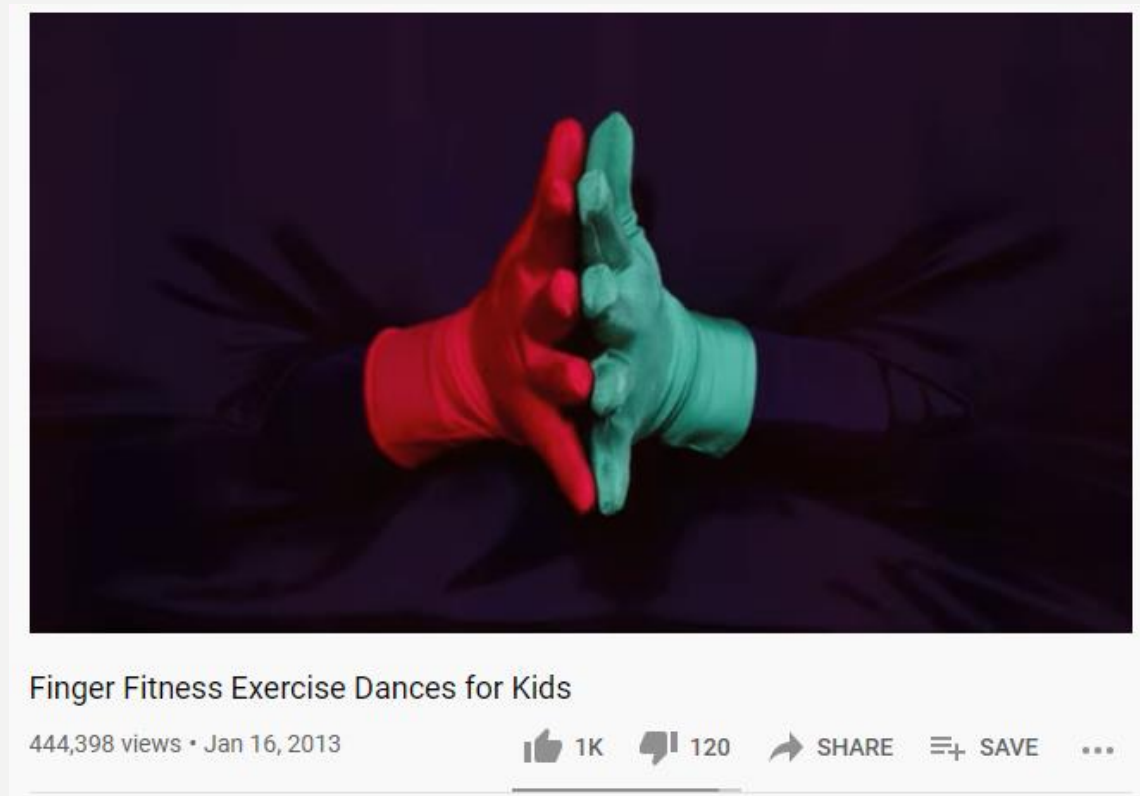 Finger Fitness Exercise Dances for Kids
444,398 views • Jan 16, 2013 1K 120 SHARE SAVE